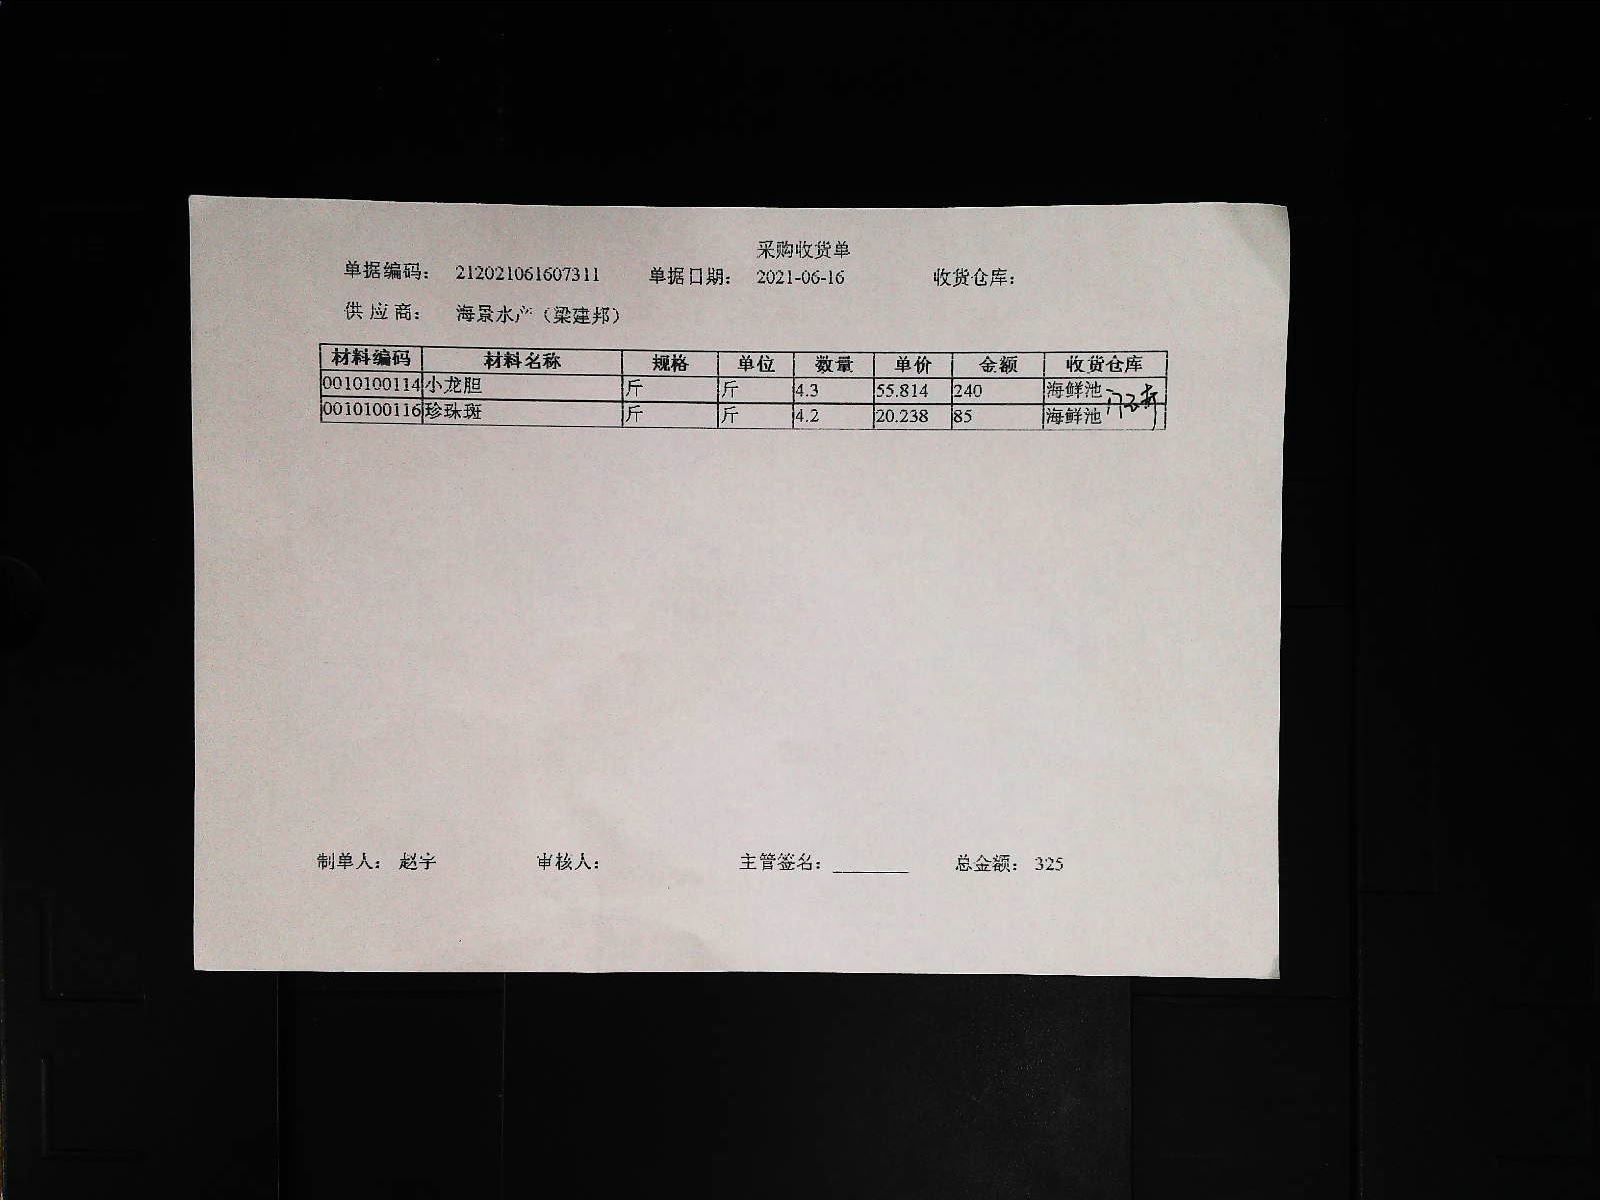 采购收货单
单据编码： 212021061607311 单据日期： 2021-06-16 收货仓库：
供应商： 海景水产（梁建邦）
材料编码 材料名称 规格 单位 数量 单价 金额 收货仓库
0010100114 小龙胆 斤 斤 4.3 55.814 240 海鲜池
0010100116 珍珠斑 斤 斤 4.2 20.238 85 海鲜池
制单人： 赵宇 审核人： 主管签名： 总金额： 325